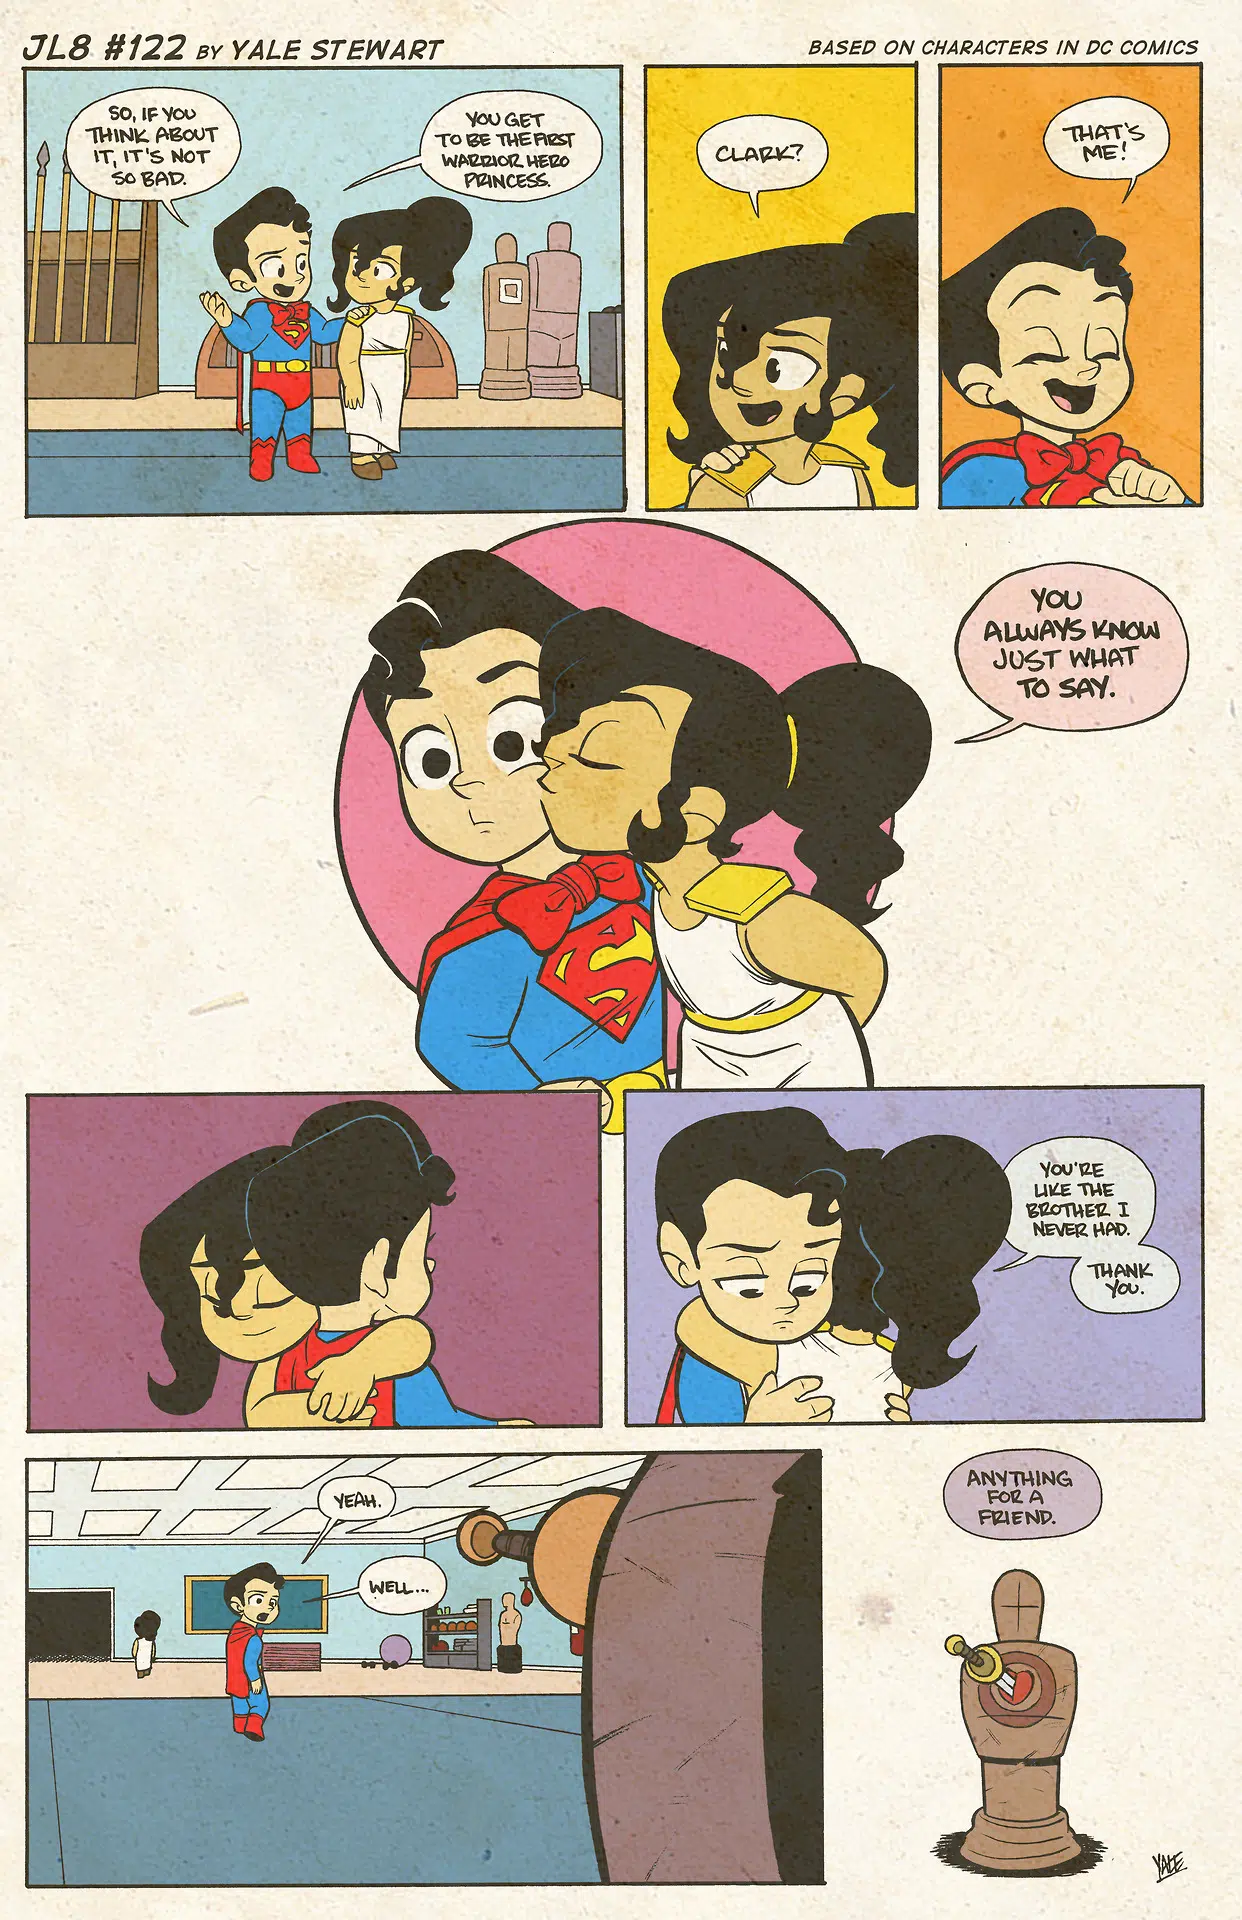 JL8 #122 BY YALE STEWART
BASED ON CHARACTERS IN DC COMICS
SO, IF YOU
THINK ABOUT
IT, IT'S NOT
SO BAD.
YOU GET
TO BE THE FIRST
WARRIOR HERO
PRINCESS.
CLARK?
THAT'S
ME!
YOU
ALWAYS KNOW
JUST WHAT
TO SAY.
YOU'RE
LIKE THE
BROTHER I
NEVER HAD.
THANK
YOU.
YEAH.
WELL...
ANYTHING
FOR A
FRIEND.
YALE